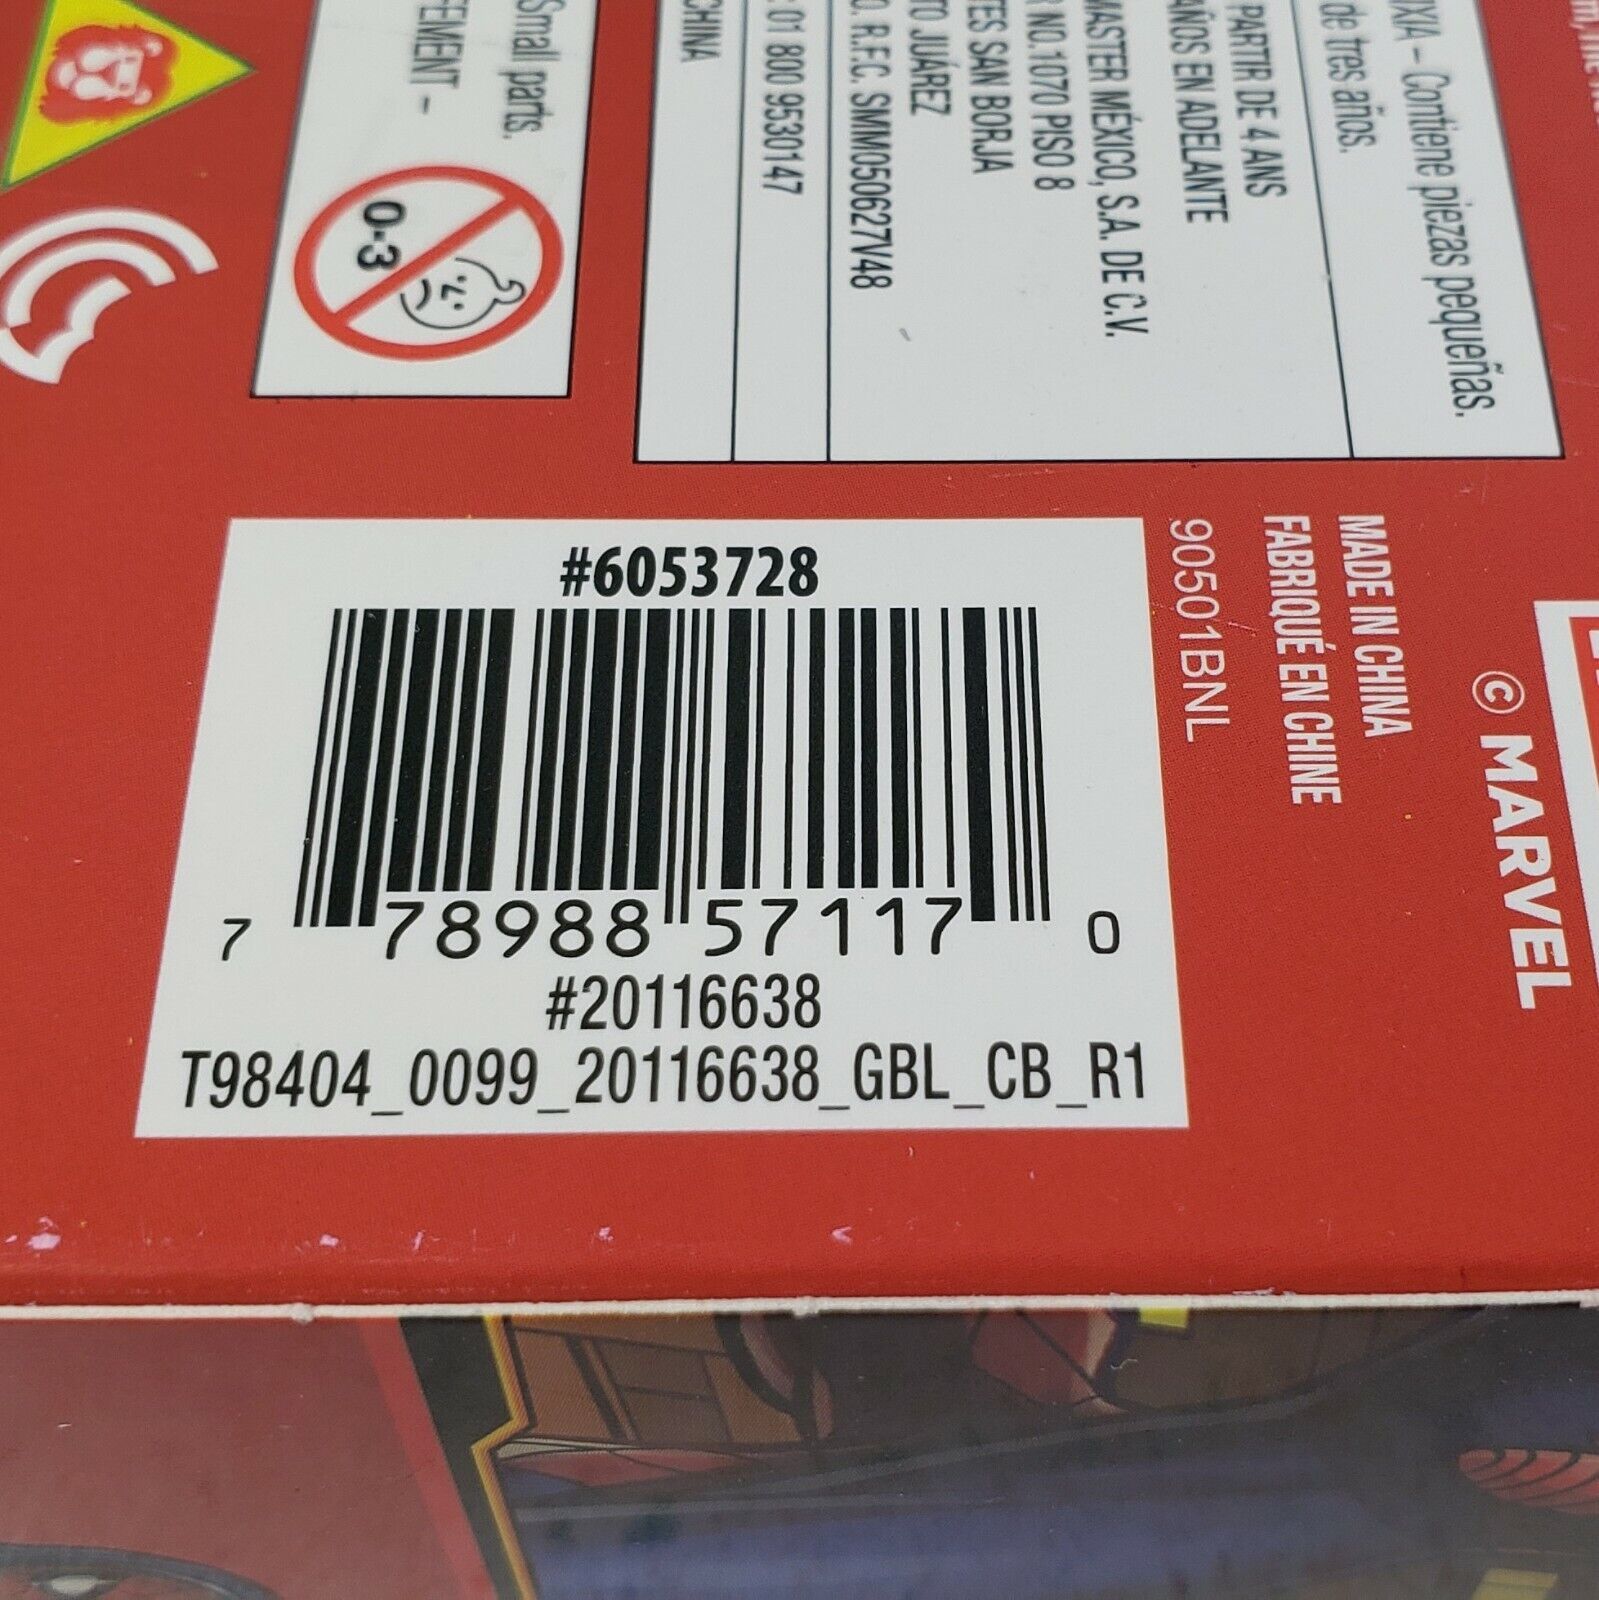 Small parts.
0-3
CHINA
01 800 9530147
R.F.C. SMM050627V48
JUÁREZ
SAN BORJA
NO.1070 PISO 8
MASTER MÉXICO, S.A. DE C.V.
AÑOS EN ADELANTE
PARTIR DE 4 ANS
de tres años.
– Contiene piezas pequeñas.
MADE IN CHINA
FABRIQUÉ EN CHINE
90501BNL
© MARVEL
#6053728
7 78988 57117 0
#20116638
T98404_0099_20116638_GBL_CB_R1